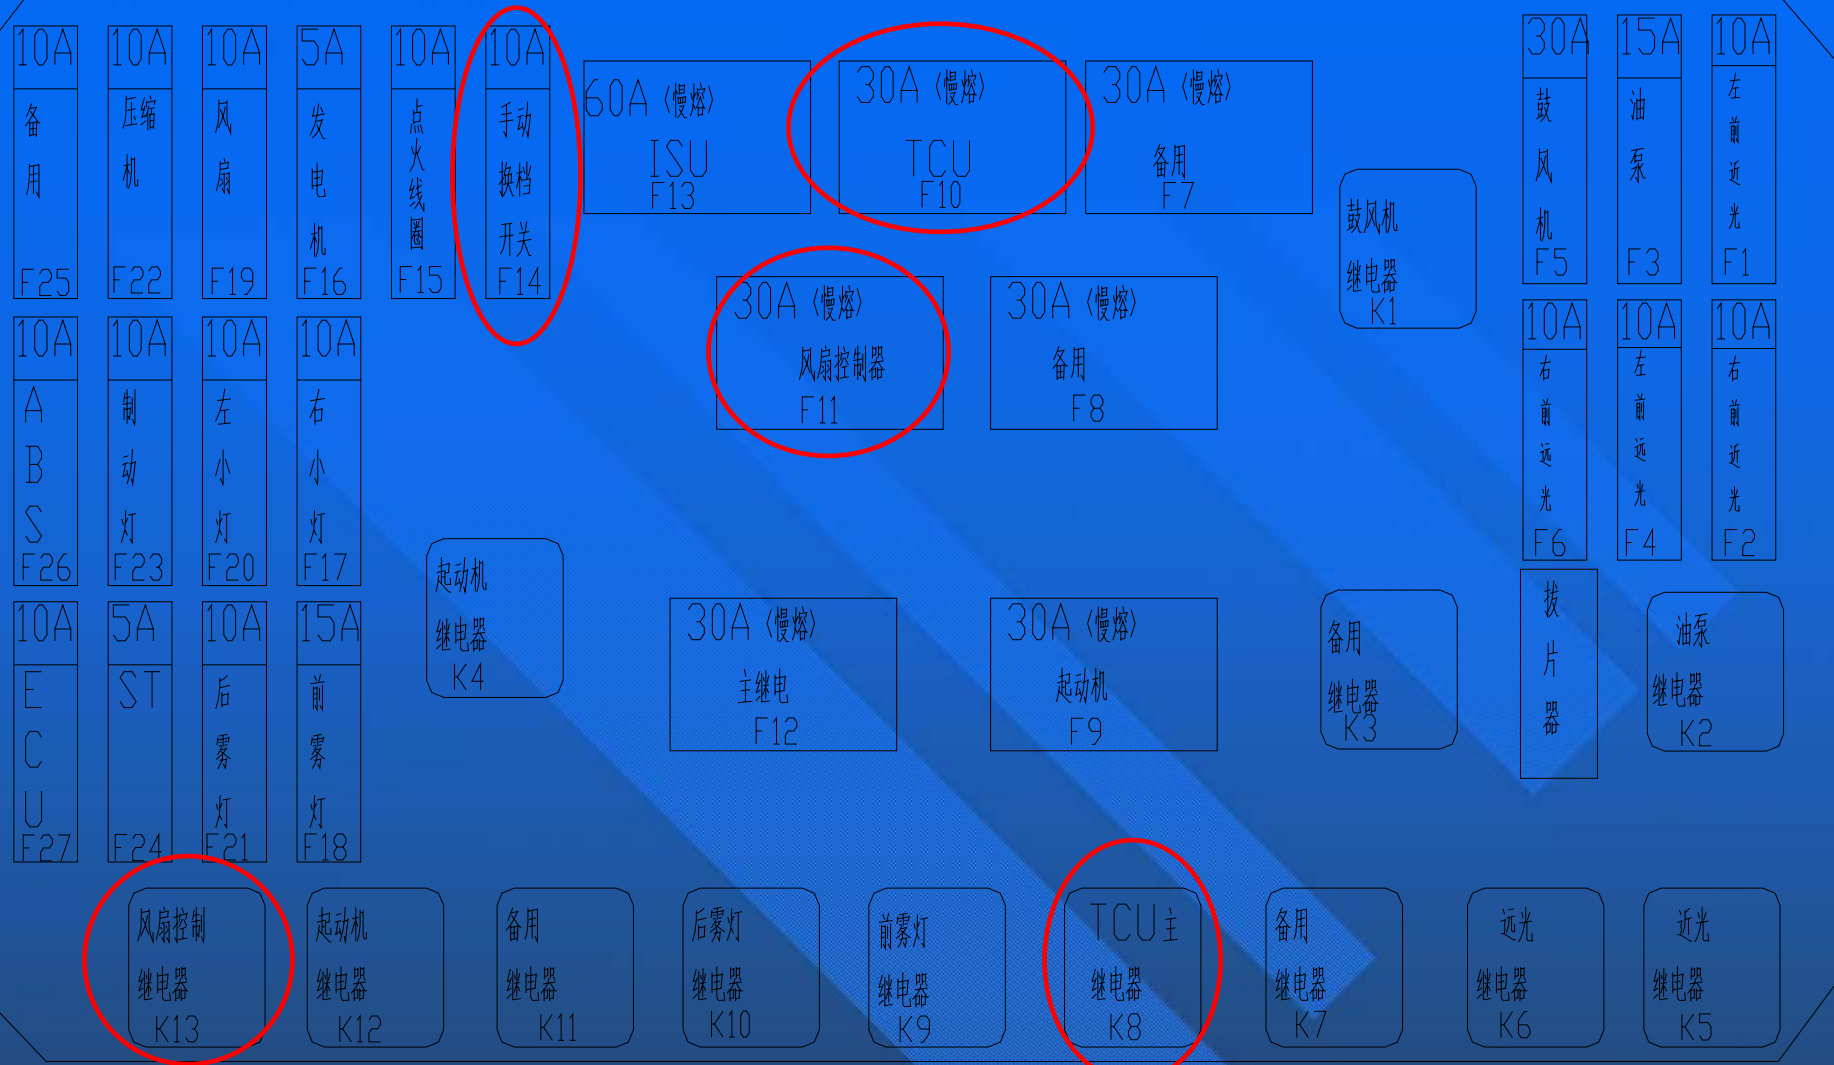 10A
备用
F25
10A
压缩机
F22
10A
风扇
F19
5A
发电机
F16
10A
点火线圈
F15
10A
手动换档开关
F14
60A〈慢熔〉
ISU
F13
30A〈慢熔〉
TCU
F10
30A〈慢熔〉
备用
F7
鼓风机
继电器
K1
30A
鼓风机
F5
15A
油泵
F3
10A
左前近光
F1
30A〈慢熔〉
风扇控制器
F11
30A〈慢熔〉
备用
F8
10A
ABS
F26
10A
制动灯
F23
10A
左小灯
F20
10A
右小灯
F17
10A
右前远光
F6
10A
左前远光
F4
10A
右前近光
F2
起动机
继电器
K4
30A〈慢熔〉
主继电
F12
30A〈慢熔〉
起动机
F9
备用
继电器
K3
拔片器
油泵
继电器
K2
10A
ECU
F27
5A
ST
F24
10A
后雾灯
F21
15A
前雾灯
F18
风扇控制
继电器
K13
起动机
继电器
K12
备用
继电器
K11
后雾灯
继电器
K10
前雾灯
继电器
K9
TCU主
继电器
K8
备用
继电器
K7
远光
继电器
K6
近光
继电器
K5